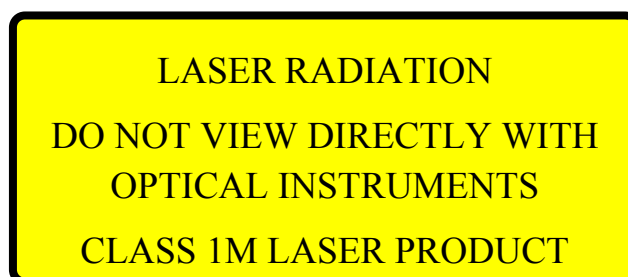 LASER RADIATION
DO NOT VIEW DIRECTLY WITH
OPTICAL INSTRUMENTS
CLASS 1M LASER PRODUCT